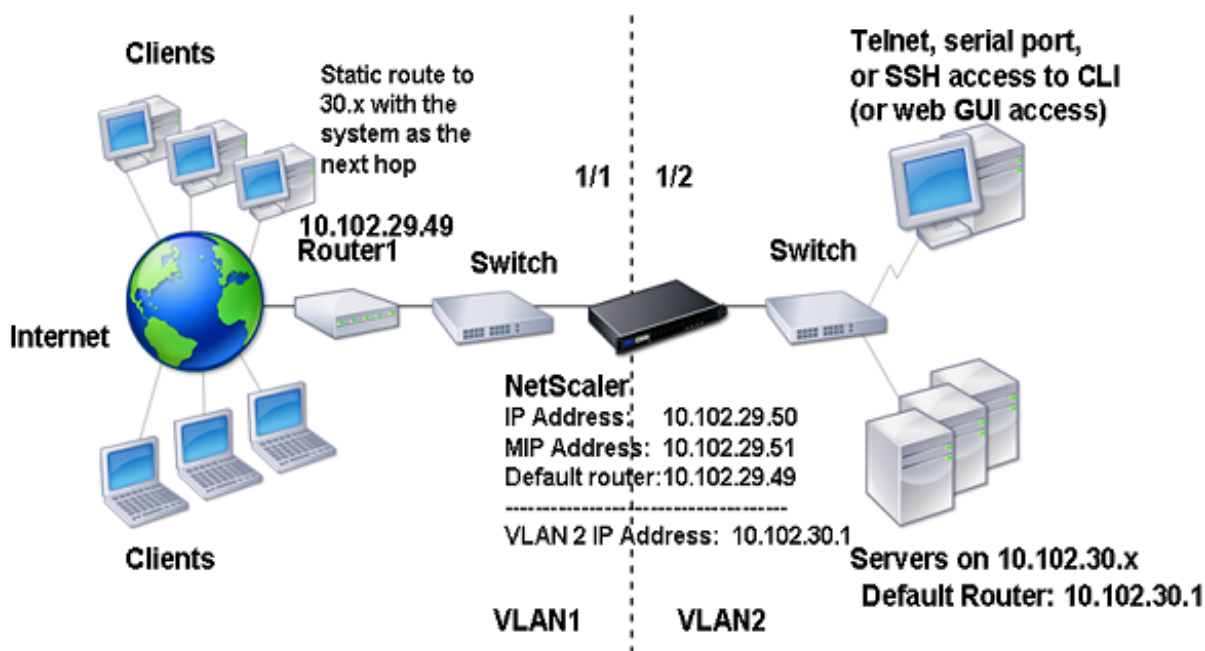 Clients
Static route to
30.x with the
system as the
next hop
10.102.29.49
Router1
Switch
Internet
Clients
1/1
1/2
Telnet, serial port,
or SSH access to CLI
(or web GUI access)
Switch
NetScaler
IP Address: 10.102.29.50
MIP Address: 10.102.29.51
Default router:10.102.29.49
--------------------------------------
VLAN 2 IP Address: 10.102.30.1
Servers on 10.102.30.x
Default Router: 10.102.30.1
VLAN1
VLAN2